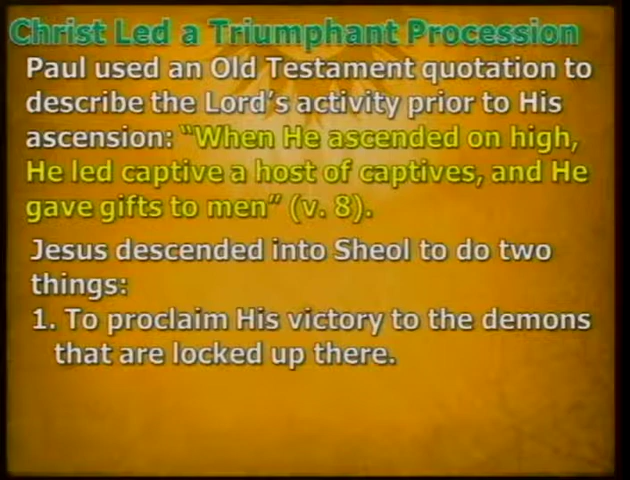 Christ Led a Triumphant Procession
Paul used an Old Testament quotation to
describe the Lord's activity prior to His
ascension: "When He ascended on high,
He led captive a host of captives, and He
gave gifts to men" (v. 8).
Jesus descended into Sheol to do two
things:
1. To proclaim His victory to the demons
that are locked up there.